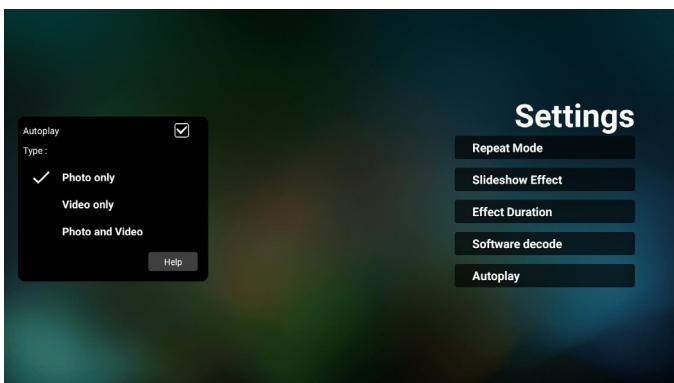 Settings
Autoplay
Type :
Photo only
Video only
Photo and Video
Help
Repeat Mode
Slideshow Effect
Effect Duration
Software decode
Autoplay